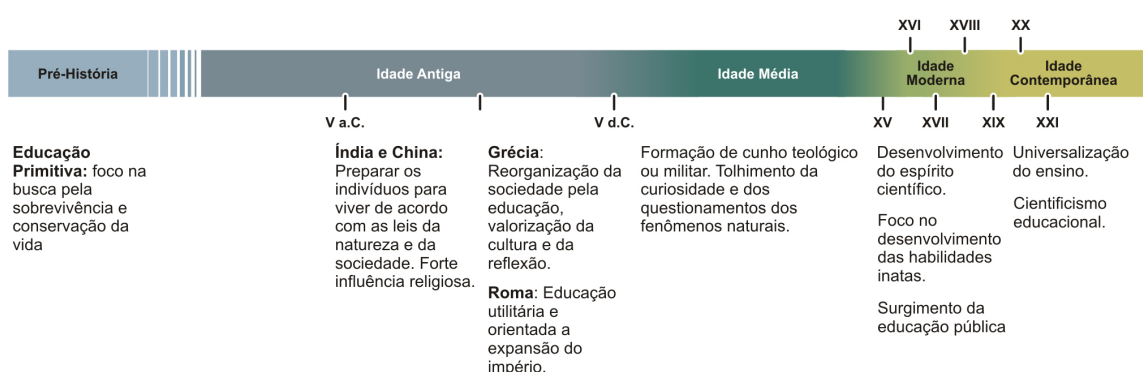 XVI XVIII XX
Pré-História
Idade Antiga
Idade Média
Idade
Moderna
Idade
Contemporânea
V a.C. V d.C. XV XVII XIX XXI
Educação
Primitiva: foco na
busca pela
sobrevivência e
conservação da
vida
Índia e China:
Preparar os
indivíduos para
viver de acordo
com as leis da
natureza e da
sociedade. Forte
influência religiosa.
Grécia:
Reorganização da
sociedade pela
educação,
valorização da
cultura e da
reflexão.
Roma: Educação
utilitária e
orientada a
expansão do
império.
Formação de cunho teológico
ou militar. Tolhimento da
curiosidade e dos
questionamentos dos
fenômenos naturais.
Desenvolvimento
do espírito
científico.
Foco no
desenvolvimento
das habilidades
inatas.
Surgimento da
educação pública
Universalização
do ensino.
Cientificismo
educacional.